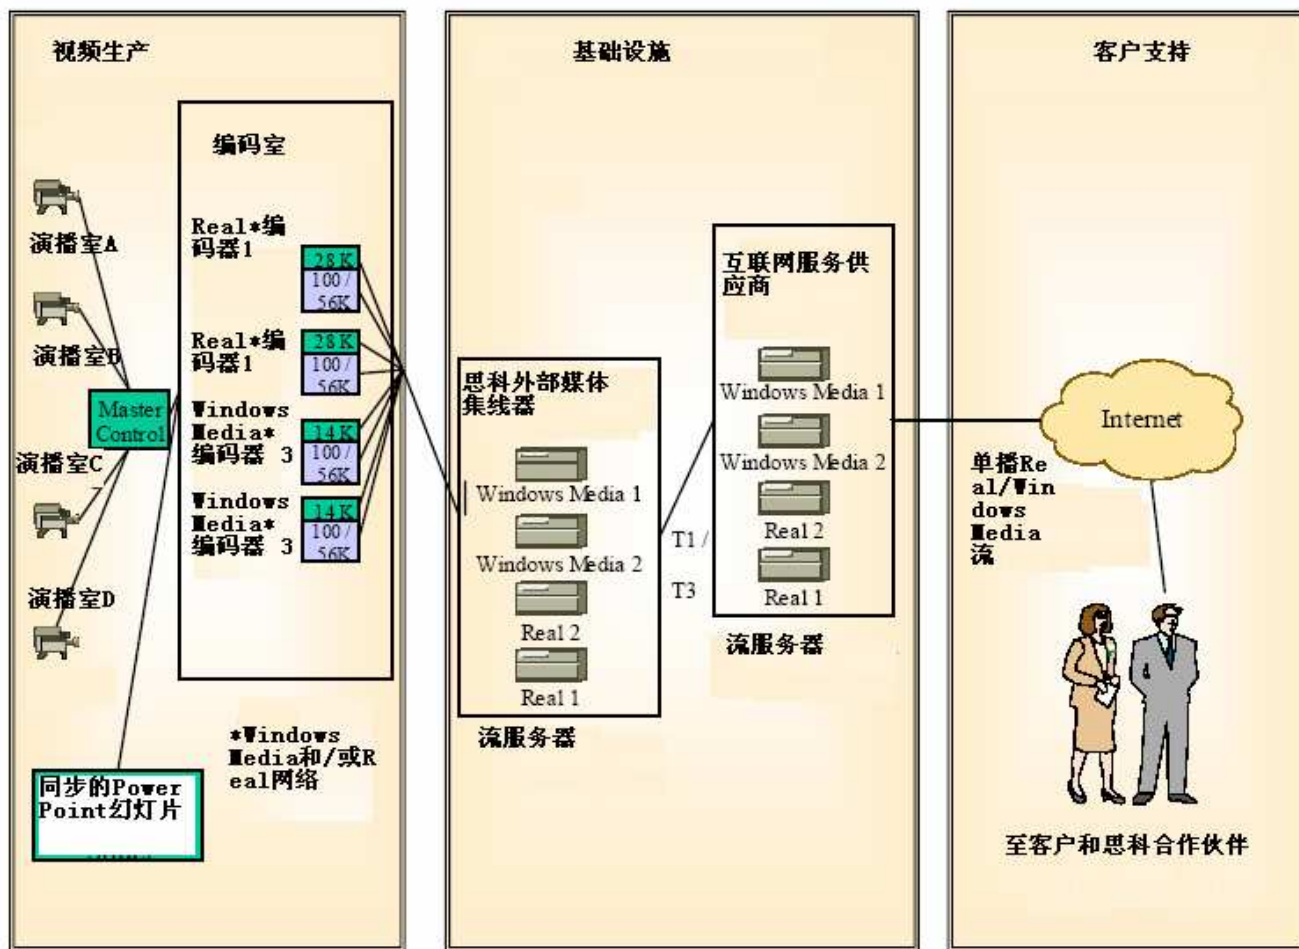 视频生产
编码室
演播室A
演播室B
Master
Control
演播室C
演播室D
Real*编
码器1
28K
100 /
56K
Real*编
码器1
28K
100 /
56K
Windows
Media*
编码器 3
14K
100 /
56K
Windows
Media*
编码器 3
14K
100 /
56K
*Windows
Media和/或R
eal网络
同步的Power
Point幻灯片
基础设施
思科外部媒体
集线器
Windows Media 1
Windows Media 2
Real 2
Real 1
流服务器
T1 /
T3
互联网服务供
应商
Windows Media 1
Windows Media 2
Real 2
Real 1
流服务器
客户支持
Internet
单播Re
al/Win
dows
Media
流
至客户和思科合作伙伴